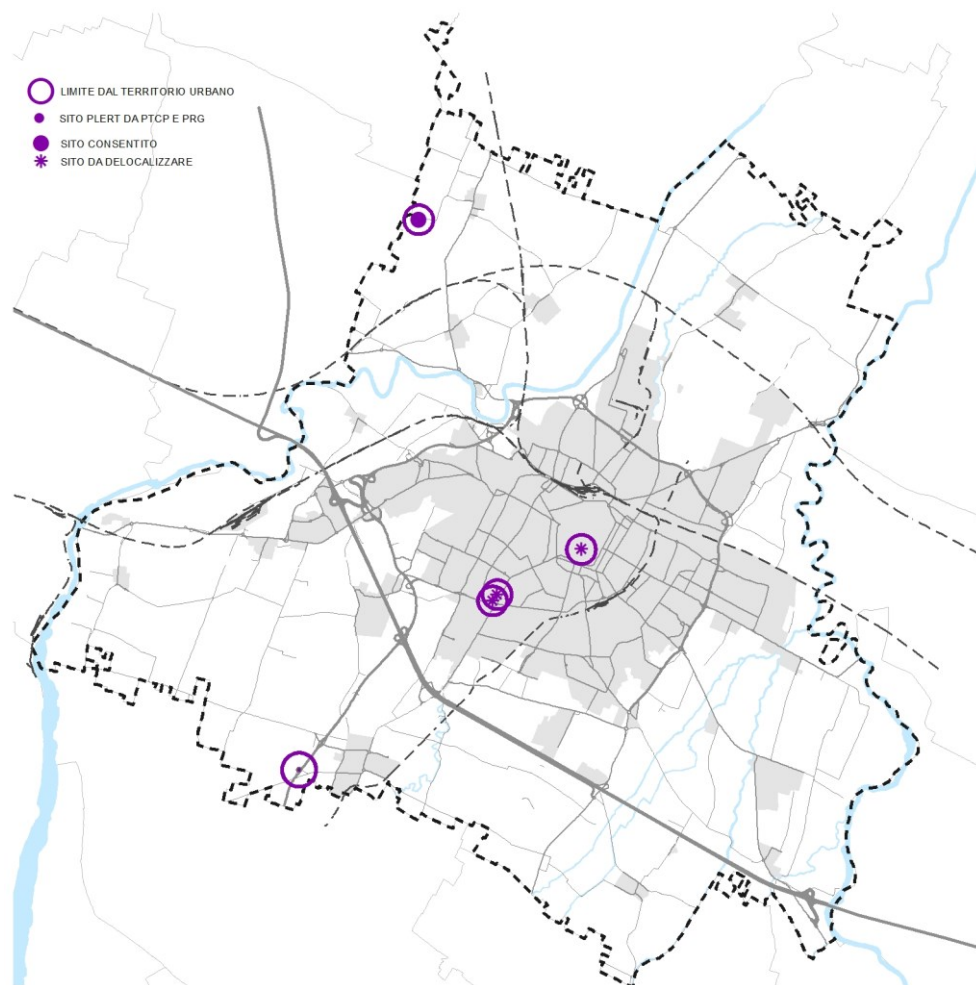 LIMITE DAL TERRITORIO URBANO
SITO PLERT DA PTCP E PRG
SITO CONSENTITO
SITO DA DELOCALIZZARE